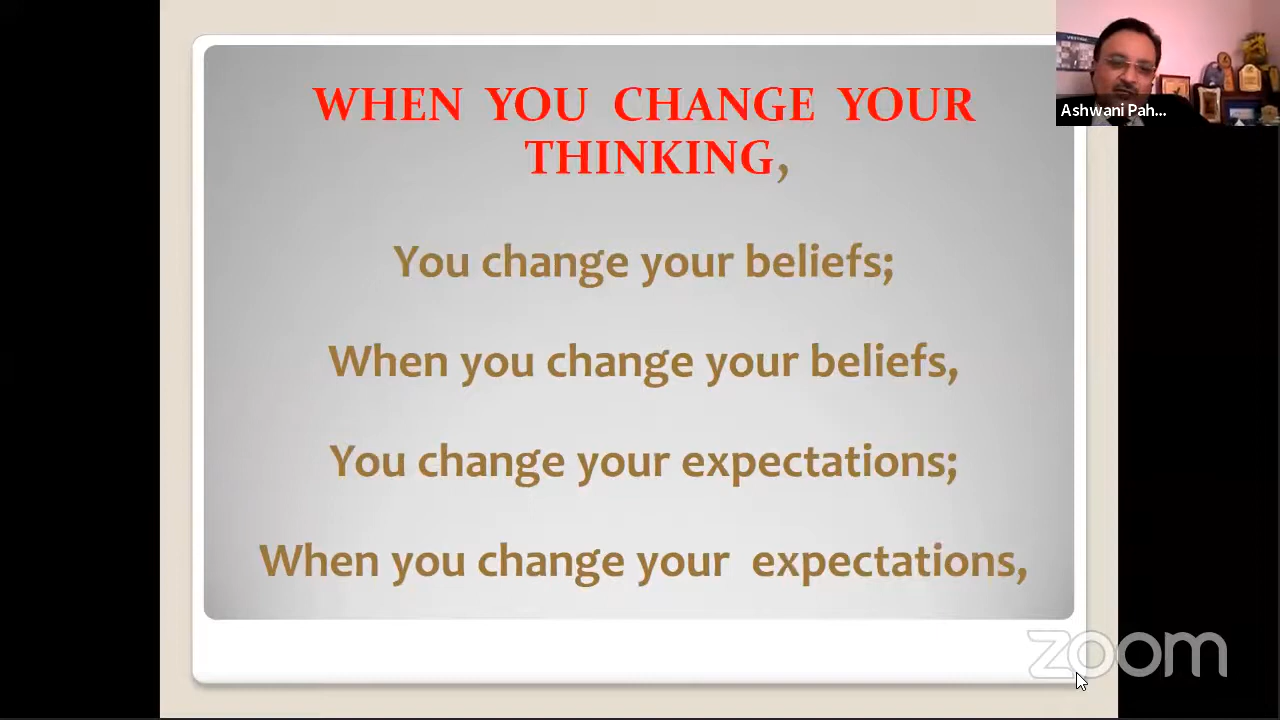 WHEN YOU CHANGE YOUR
THINKING,
You change your beliefs;
When you change your beliefs,
You change your expectations;
When you change your expectations,
Ashwani Pah...
zoom